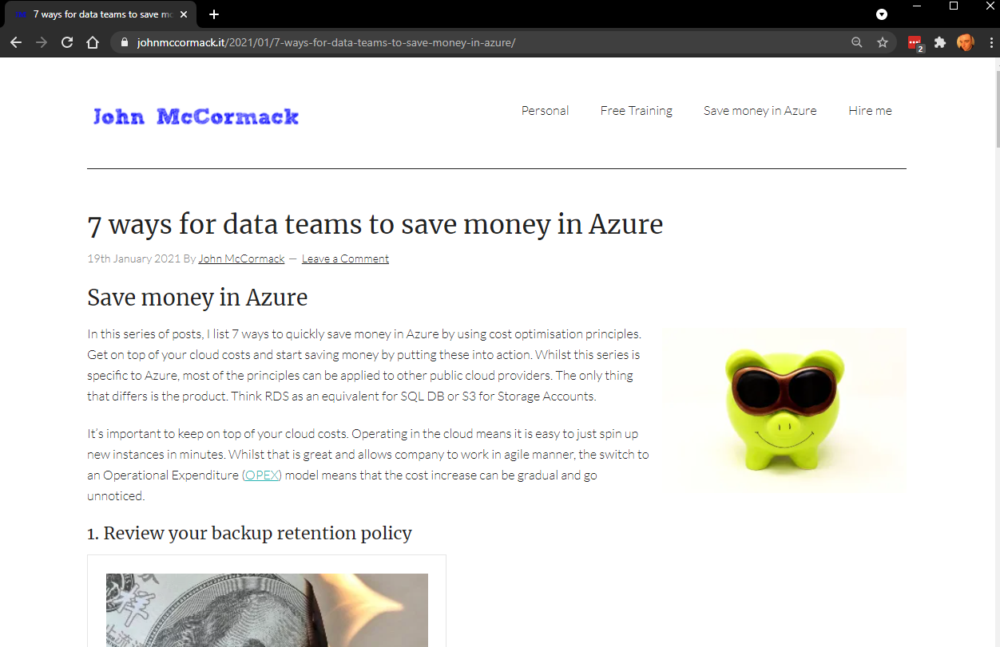 7 ways for data teams to save mo
johnmccormack.it/2021/01/7-ways-for-data-teams-to-save-money-in-azure/
2
John McCormack
Personal
Free Training
Save money in Azure
Hire me
7 ways for data teams to save money in Azure
19th January 2021 By John McCormack — Leave a Comment
Save money in Azure
In this series of posts, I list 7 ways to quickly save money in Azure by using cost optimisation principles.
Get on top of your cloud costs and start saving money by putting these into action. Whilst this series is
specific to Azure, most of the principles can be applied to other public cloud providers. The only thing
that differs is the product. Think RDS as an equivalent for SQL DB or S3 for Storage Accounts.
It's important to keep on top of your cloud costs. Operating in the cloud means it is easy to just spin up
new instances in minutes. Whilst that is great and allows company to work in agile manner, the switch to
an Operational Expenditure (OPEX) model means that the cost increase can be gradual and go
unnoticed.
1. Review your backup retention policy
样